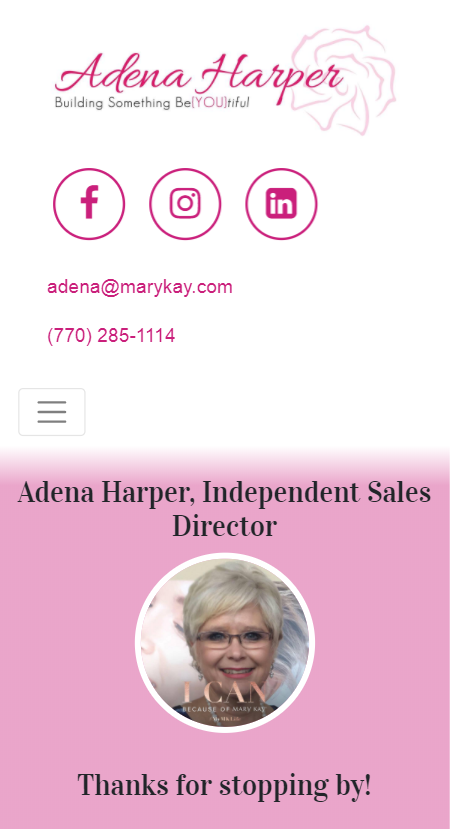 Adena Harper
Building Something Be(YOU)tiful
adena@marykay.com
(770) 285-1114
Adena Harper, Independent Sales
Director
I CAN
BECAUSE OF MARY KAY
Thanks for stopping by!